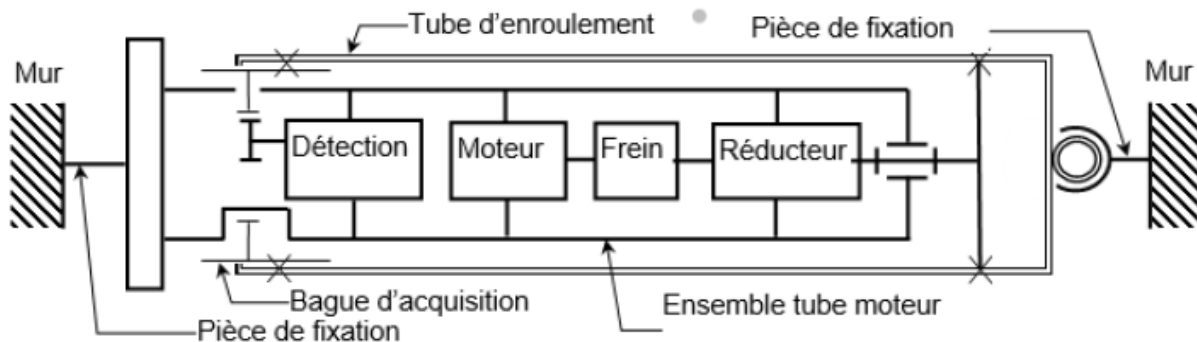 Tube d'enroulement
Pièce de fixation
Mur
Mur
Détection
Moteur
Frein
Réducteur
Bague d'acquisition
Ensemble tube moteur
Pièce de fixation